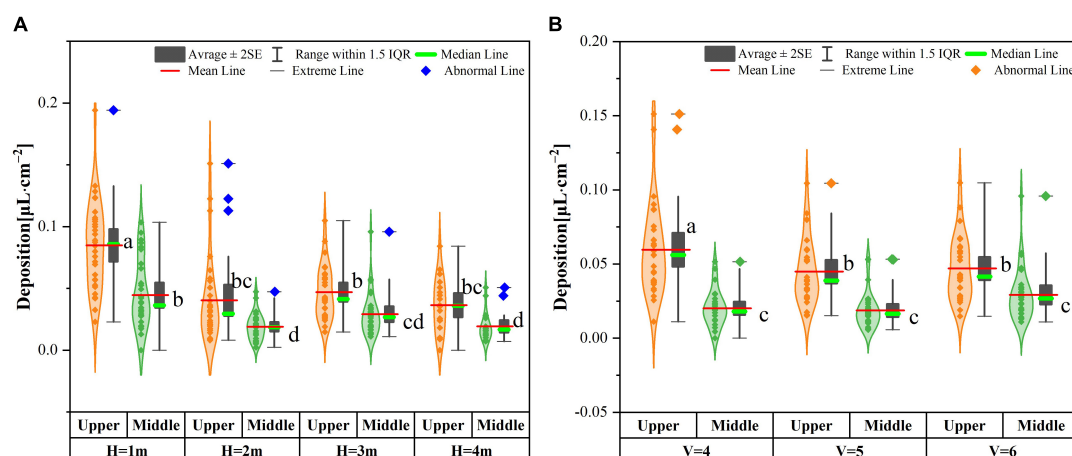 A
Avrage ± 2SE Range within 1.5 IQR Median Line
Mean Line Extreme Line Abnormal Line
Deposition[μL·cm⁻²]
0.2
0.1
0.0
a
b
bc
d
b
cd
bc
d
Upper Middle Upper Middle Upper Middle Upper Middle
H=1m H=2m H=3m H=4m
B
Avrage ± 2SE Range within 1.5 IQR Median Line
Mean Line Extreme Line Abnormal Line
Deposition[μL·cm⁻²]
0.20
0.15
0.10
0.05
0.00
-0.05
a
c
b
c
b
c
Upper Middle Upper Middle Upper Middle
V=4 V=5 V=6